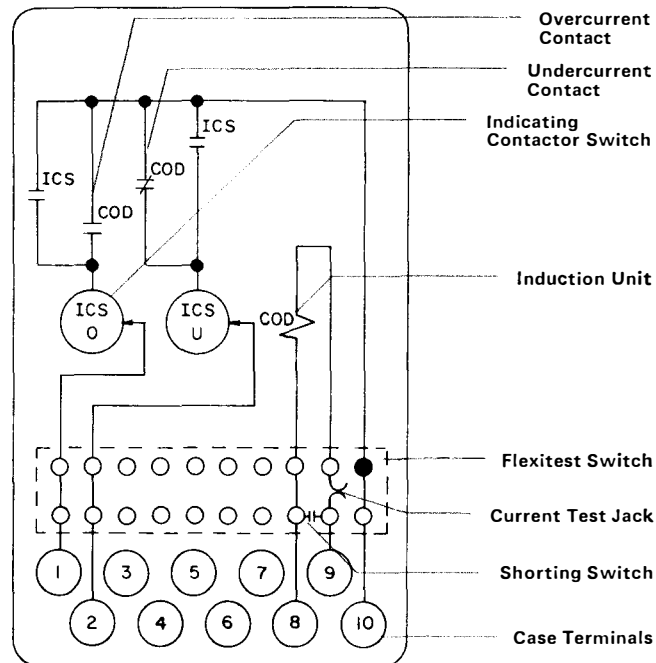 Overcurrent
Contact
Undercurrent
Contact
ICS
Indicating
Contactor Switch
COD
ICS
COD
ICS
O
ICS
U
COD
Induction Unit
Flexitest Switch
Current Test Jack
Shorting Switch
1
3
5
7
9
2
4
6
8
10
Case Terminals